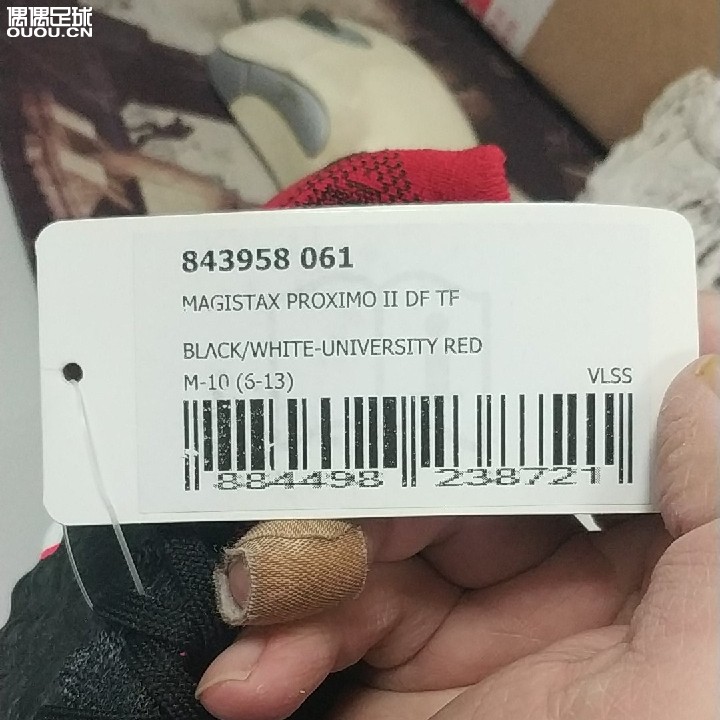 偶偶足球
OUOU.CN
843958 061
MAGISTAX PROXIMO II DF TF
BLACK/WHITE-UNIVERSITY RED
M-10 (6-13)
VLSS
884498 238721